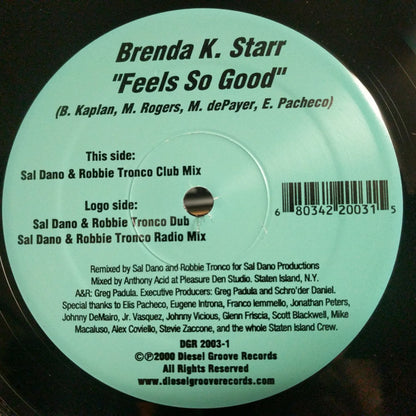 Brenda K. Starr
"Feels So Good"
(B. Kaplan, M. Rogers, M. dePayer, E. Pacheco)
This side:
Sal Dano & Robbie Tronco Club Mix
Logo side:
Sal Dano & Robbie Tronco Dub
Sal Dano & Robbie Tronco Radio Mix
6 80342 20031 5
Remixed by Sal Dano and Robbie Tronco for Sal Dano Productions
Mixed by Anthony Acid at Pleasure Den Studio. Staten Island, N.Y.
A&R: Greg Padula. Executive Producers: Greg Padula and Schro'der Daniel.
Special thanks to Elis Pacheco, Eugene Introna, Franco Iemmello, Jonathan Peters,
Johnny DeMairo, Jr. Vasquez, Johnny Vicious, Glenn Friscia, Scott Blackwell, Mike
Macaluso, Alex Coviello, Stevie Zaccone, and the whole Staten Island Crew.
DGR 2003-1
©℗2000 Diesel Groove Records
All Rights Reserved
www.dieselgrooverecords.com